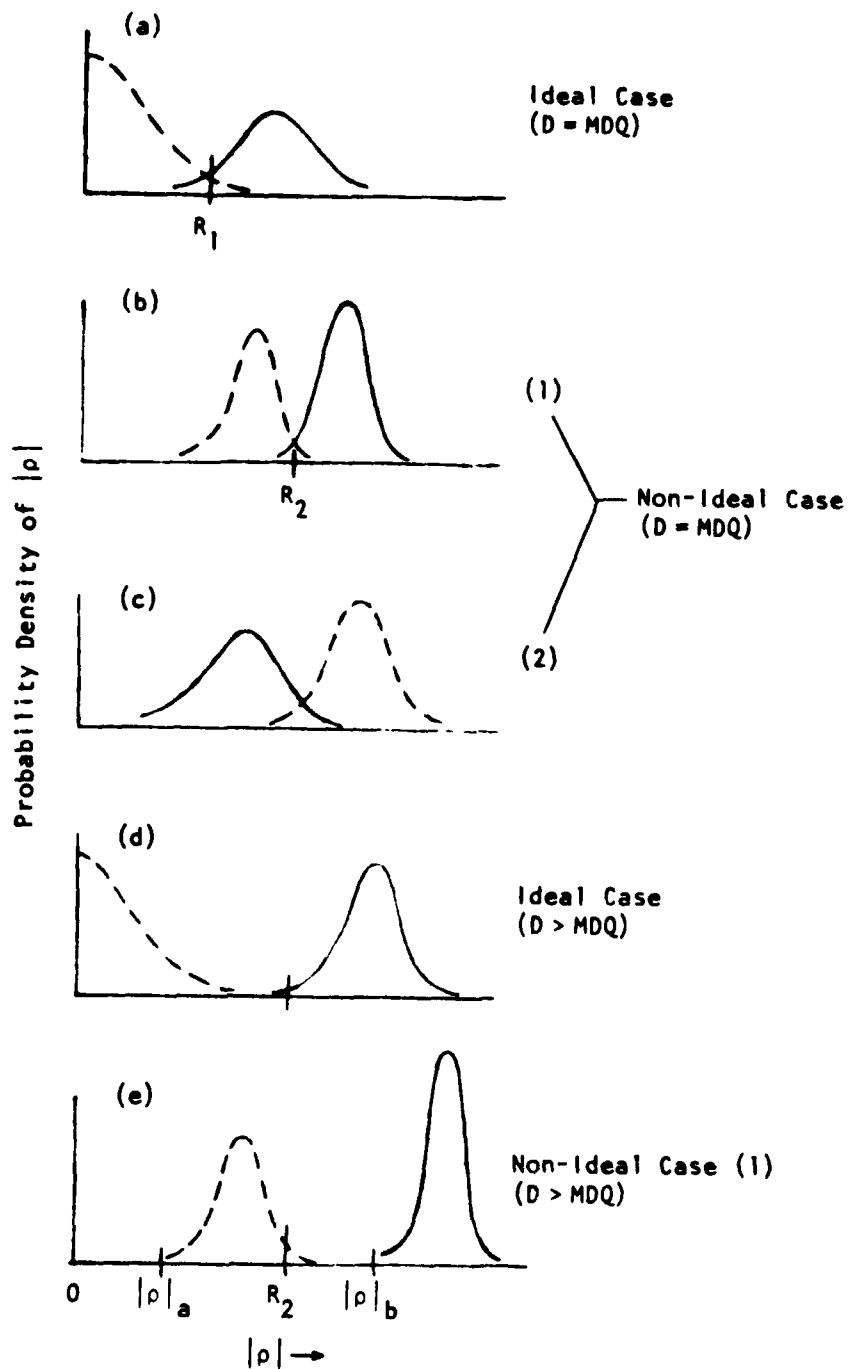 (a)
Ideal Case
(D = MDQ)
R1
(b)
R2
(1)
Non-Ideal Case
(D = MDQ)
(2)
(c)
Probability Density of |ρ|
(d)
Ideal Case
(D > MDQ)
(e)
Non-Ideal Case (1)
(D > MDQ)
0 |ρ|a R2 |ρ|b
|ρ| →